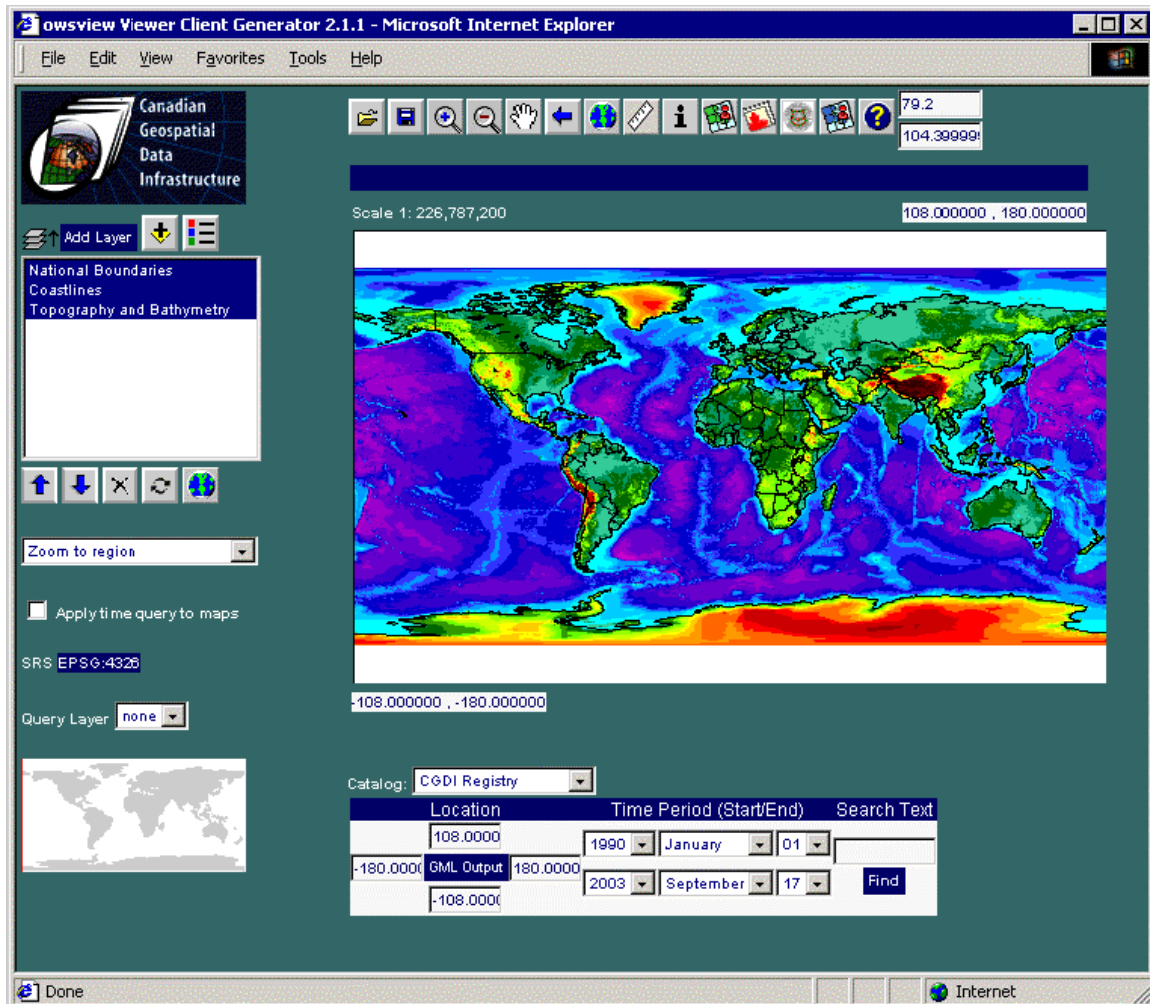 owsview Viewer Client Generator 2.1.1 - Microsoft Internet Explorer
File Edit View Favorites Tools Help
Canadian
Geospatial
Data
Infrastructure
79.2
104.399999
Scale 1: 226,787,200
108.000000 , 180.000000
Add Layer
National Boundaries
Coastlines
Topography and Bathymetry
Zoom to region
Apply time query to maps
SRS EPSG:4326
Query Layer none
-108.000000 , -180.000000
Catalog: CGDI Registry
Location Time Period (Start/End) Search Text
108.0000
1990 January 01
-180.000 GML Output 180.0000
2003 September 17 Find
-108.000
Done Internet